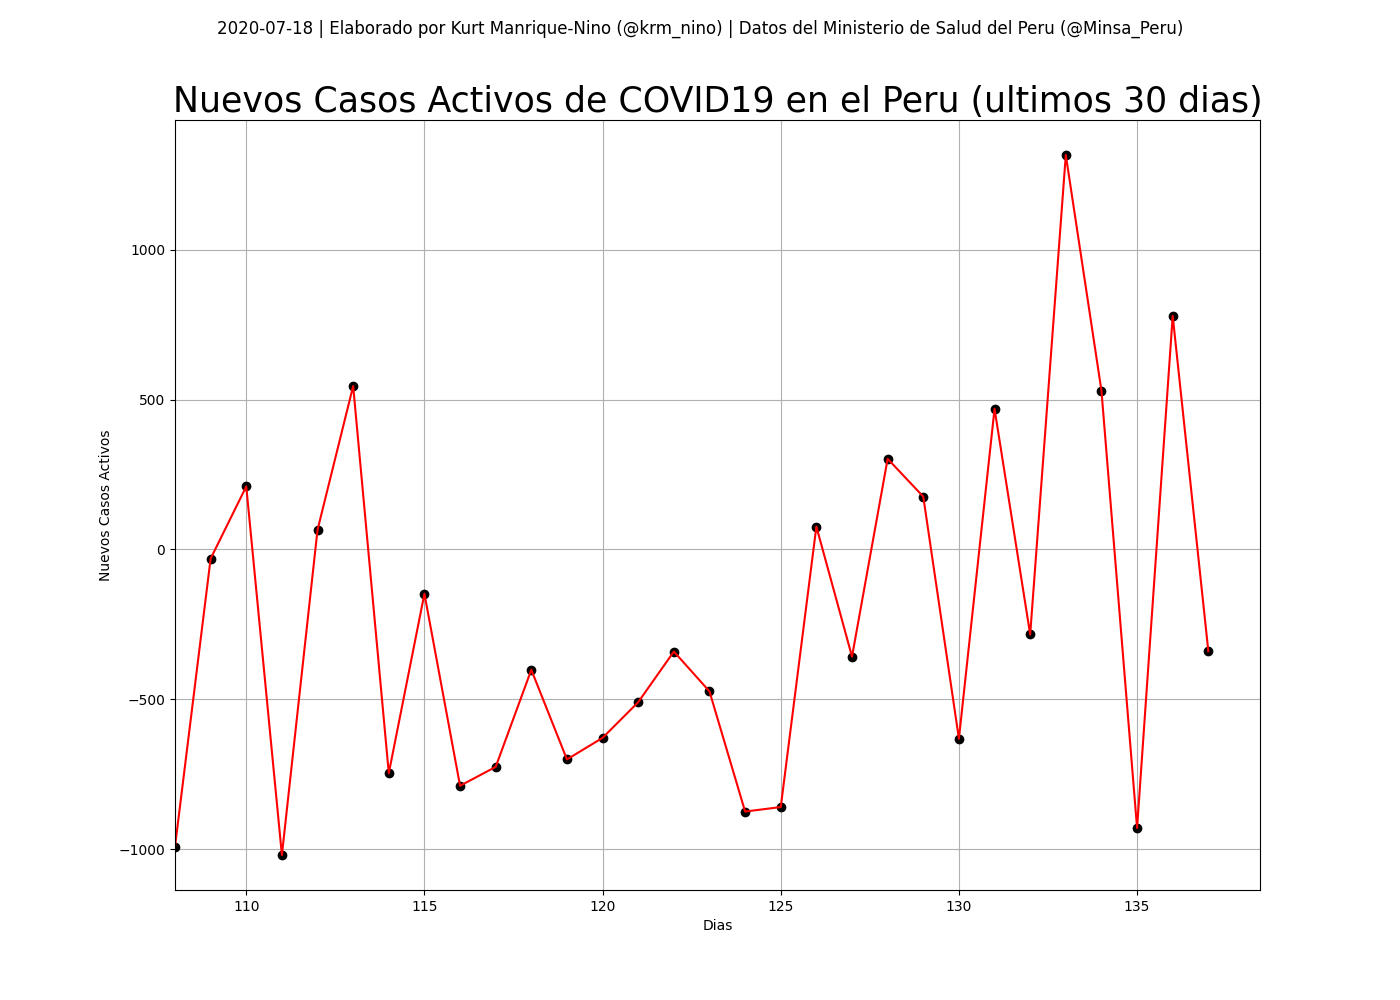 2020-07-18 | Elaborado por Kurt Manrique-Nino (@krm_nino) | Datos del Ministerio de Salud del Peru (@Minsa_Peru)
Nuevos Casos Activos de COVID19 en el Peru (ultimos 30 dias)
Nuevos Casos Activos
1000
500
0
−500
−1000
110 115 120 125 130 135
Dias